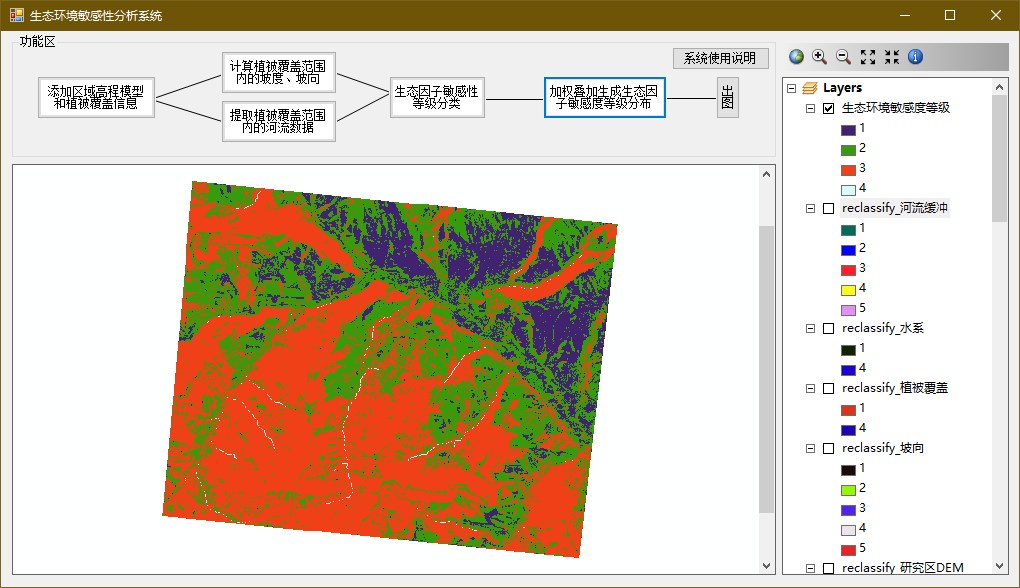 生态环境敏感性分析系统
功能区
添加区域高程模型
和植被覆盖信息
计算植被覆盖范围
内的坡度、坡向
提取植被覆盖范围
内的河流数据
生态因子敏感性
等级分类
加权叠加生成生态因
子敏感度等级分布
系统使用说明
出
图
Layers
生态环境敏感度等级
1
2
3
4
reclassify_河流缓冲
1
2
3
4
5
reclassify_水系
1
4
reclassify_植被覆盖
1
4
reclassify_坡向
1
2
3
4
5
reclassify_研究区DEM